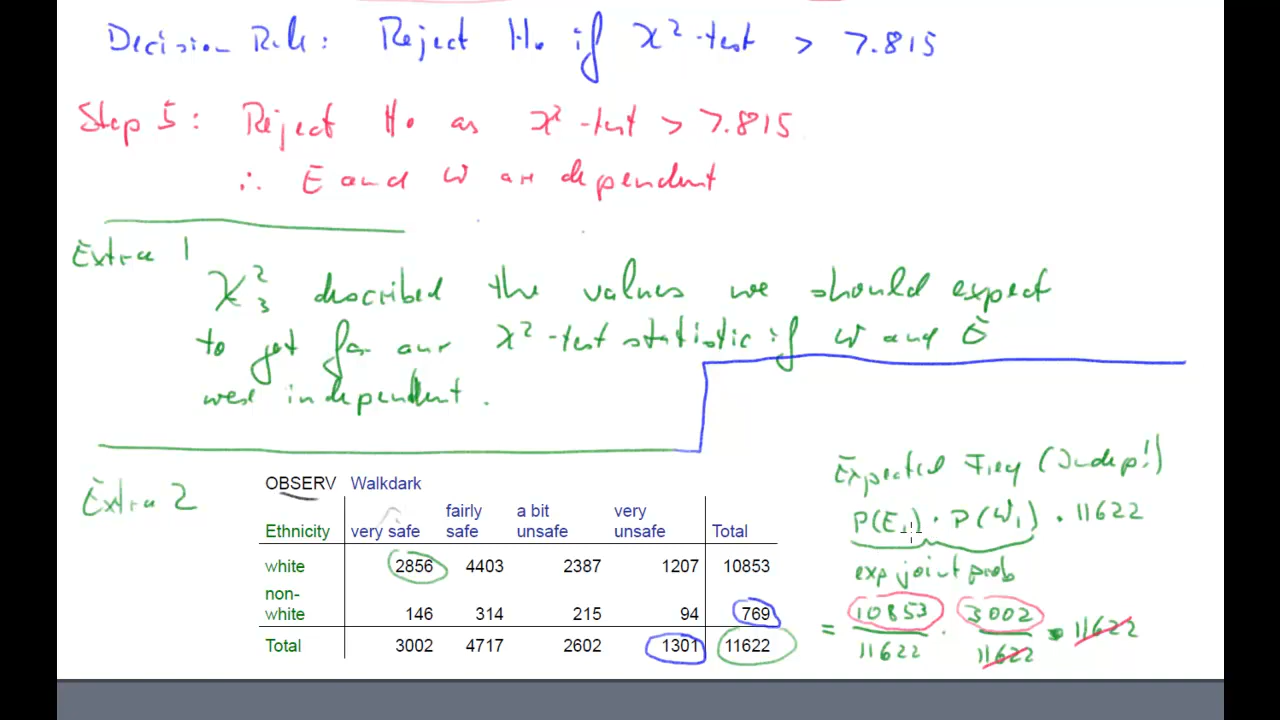 Decision Rule: Reject H₀ if χ²-test > 7.815
Step 5: Reject H₀ as χ²-test > 7.815
∴ E and W are dependent
Extra 1
χ²₃ described the values we should expect
to get for our χ²-test statistic if W and E
were independent.
Extra 2
OBSERV Walkdark
Ethnicity very safe fairly safe a bit unsafe very unsafe Total
white 2856 4403 2387 1207 10853
non-white 146 314 215 94 769
Total 3002 4717 2602 1301 11622
Expected Freq (Indep!)
P(E₁) · P(W₁) · 11622
exp joint prob
= 10853/11622 · 3002/11622 · 11622